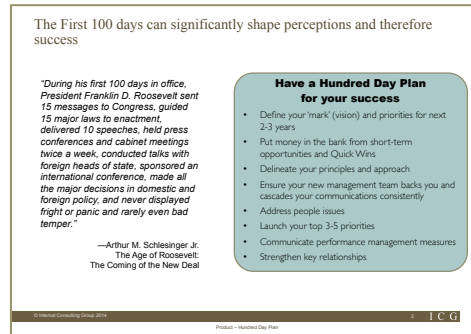 The First 100 days can significantly shape perceptions and therefore
success
“During his first 100 days in office,
President Franklin D. Roosevelt sent
15 messages to Congress, guided
15 major laws to enactment,
delivered 10 speeches, held press
conferences and cabinet meetings
twice a week, conducted talks with
foreign heads of state, sponsored an
international conference, made all
the major decisions in domestic and
foreign policy, and never displayed
fright or panic and rarely even bad
temper.”
—Arthur M. Schlesinger Jr.
The Age of Roosevelt:
The Coming of the New Deal
Have a Hundred Day Plan
for your success
• Define your ‘mark’ (vision) and priorities for next
2-3 years
• Put money in the bank from short-term
opportunities and Quick Wins
• Delineate your principles and approach
• Ensure your new management team backs you and
cascades your communications consistently
• Address people issues
• Launch your top 3-5 priorities
• Communicate performance management measures
• Strengthen key relationships
© Internal Consulting Group 2014
2 I C G
Product – Hundred Day Plan